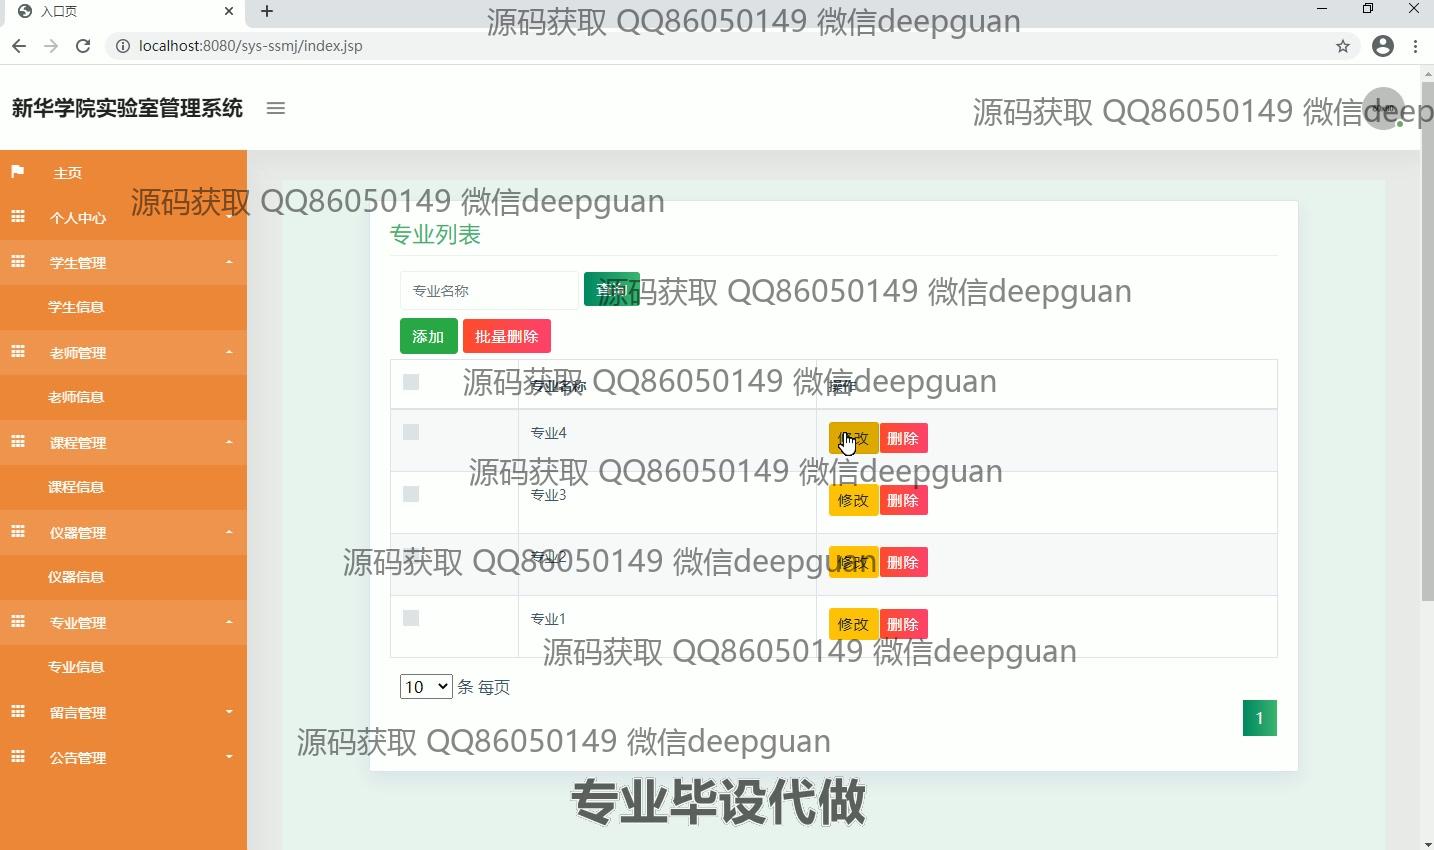 入口页
源码获取 QQ86050149 微信deepguan
localhost:8080/sys-ssmj/index.jsp
新华学院实验室管理系统
源码获取 QQ86050149 微信deep
主页
源码获取 QQ86050149 微信deepguan
个人中心
专业列表
学生管理
专业名称
查询
源码获取 QQ86050149 微信deepguan
学生信息
添加 批量删除
老师管理
源码获取 QQ86050149 微信deepguan
专业名称 操作
老师信息
专业4 修改 删除
课程管理
源码获取 QQ86050149 微信deepguan
课程信息
专业3 修改 删除
仪器管理
源码获取 QQ86050149 微信deepguan
专业2 修改 删除
仪器信息
专业管理
专业1 修改 删除
源码获取 QQ86050149 微信deepguan
专业信息
10 条 每页
留言管理
1
源码获取 QQ86050149 微信deepguan
公告管理
专业毕设代做